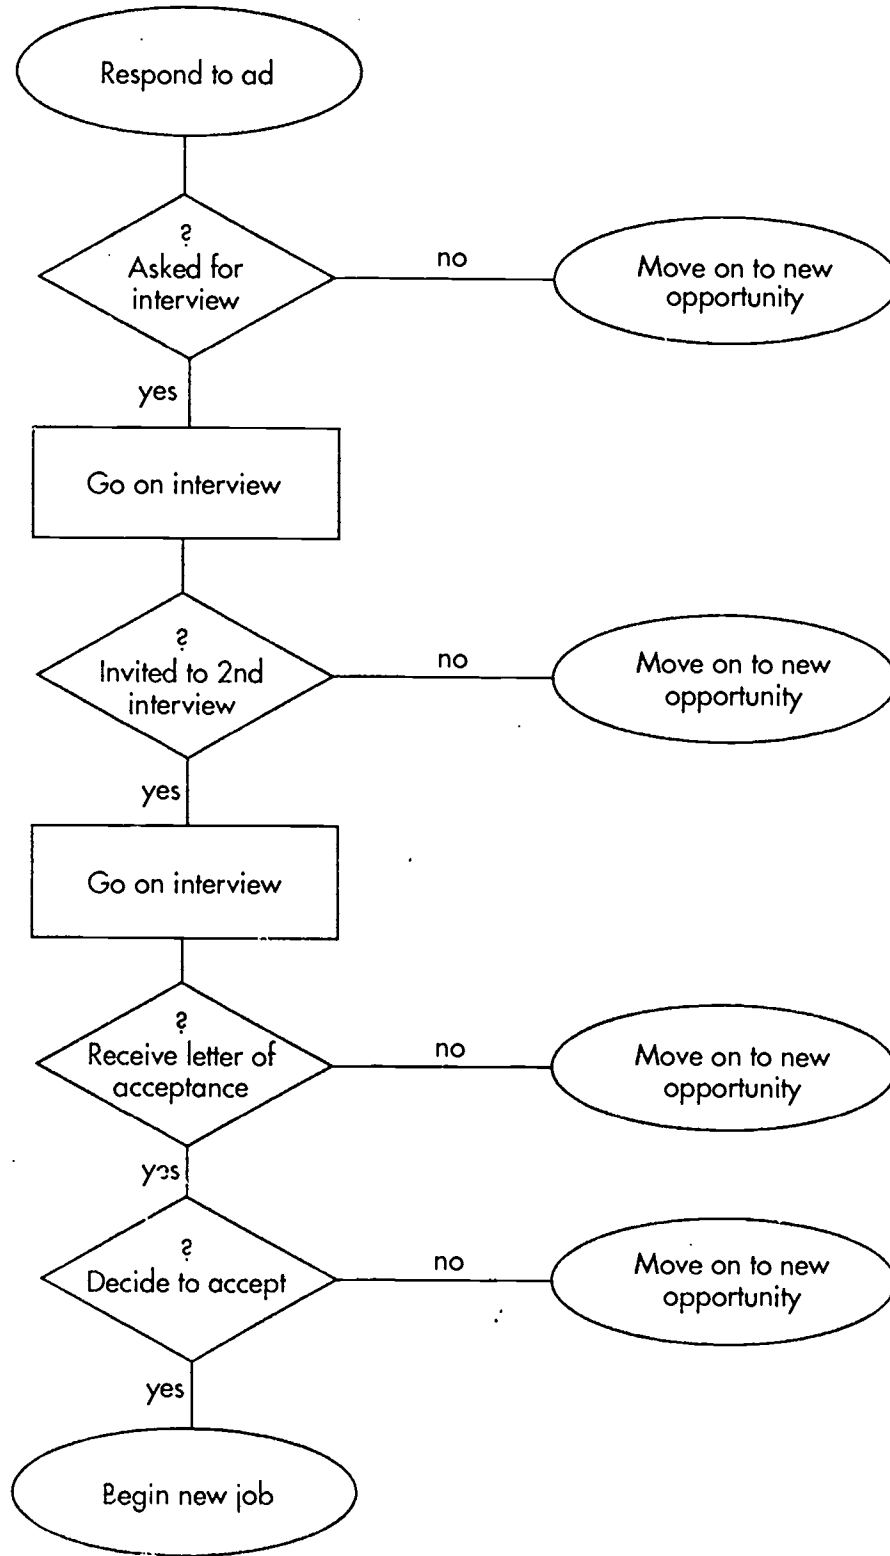 Respond to ad
?
Asked for
interview
no
Move on to new
opportunity
yes
Go on interview
?
Invited to 2nd
interview
no
Move on to new
opportunity
yes
Go on interview
?
Receive letter of
acceptance
no
Move on to new
opportunity
yes
?
Decide to accept
no
Move on to new
opportunity
yes
Begin new job